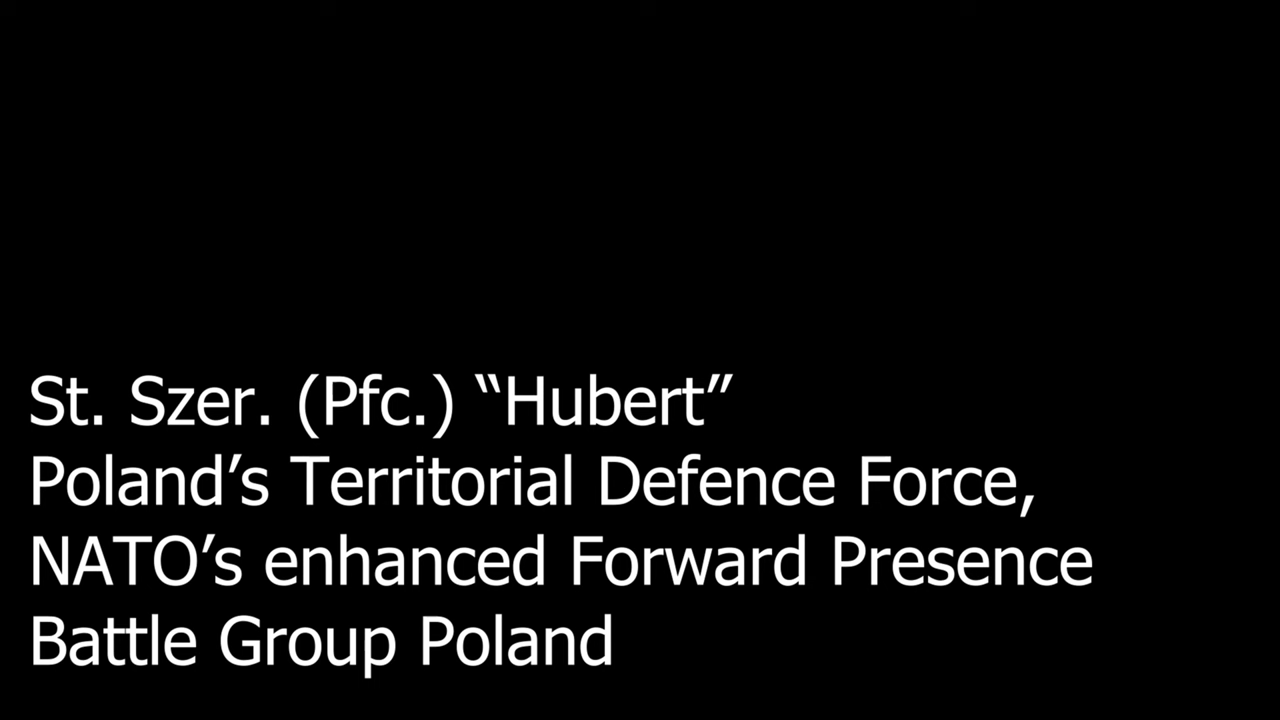 St. Szer. (Pfc.) “Hubert”
Poland’s Territorial Defence Force,
NATO’s enhanced Forward Presence
Battle Group Poland